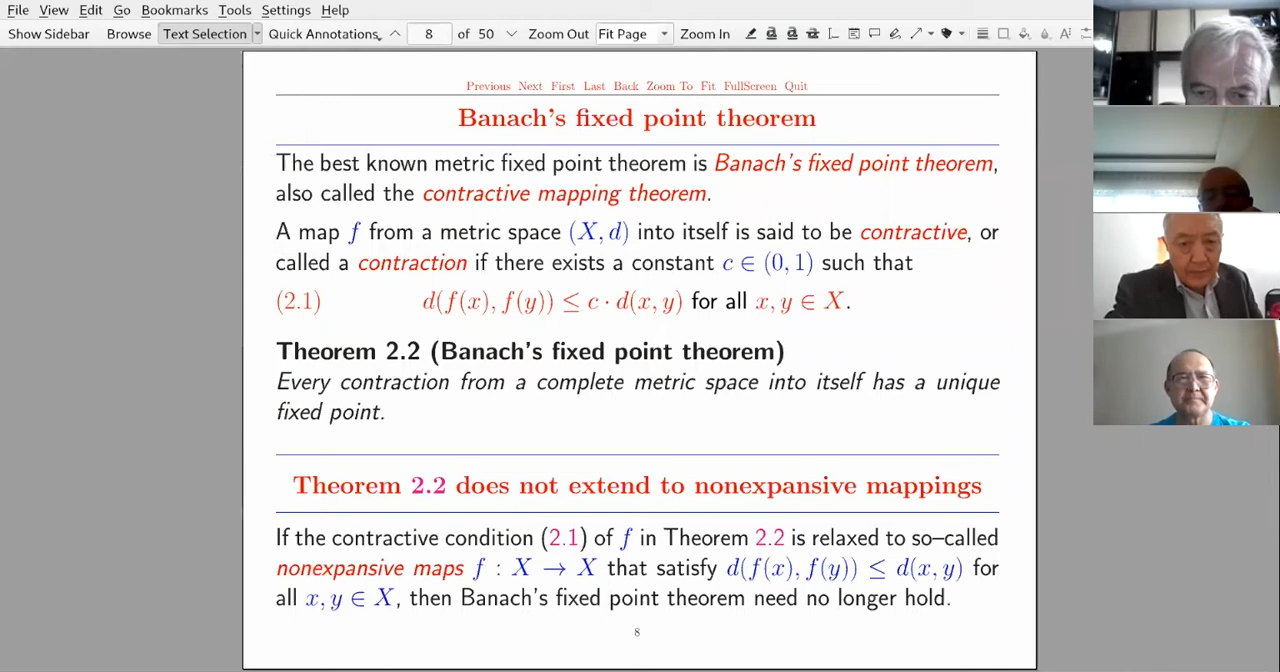 File View Edit Go Bookmarks Tools Settings Help
Show Sidebar Browse Text Selection Quick Annotations 8 of 50 Zoom Out Fit Page Zoom In
Previous Next First Last Back Zoom To Fit FullScreen Quit
Banach's fixed point theorem
The best known metric fixed point theorem is Banach's fixed point theorem,
also called the contractive mapping theorem.
A map f from a metric space (X, d) into itself is said to be contractive, or
called a contraction if there exists a constant c ∈ (0, 1) such that
(2.1) d(f(x), f(y)) ≤ c · d(x, y) for all x, y ∈ X.
Theorem 2.2 (Banach's fixed point theorem)
Every contraction from a complete metric space into itself has a unique
fixed point.
Theorem 2.2 does not extend to nonexpansive mappings
If the contractive condition (2.1) of f in Theorem 2.2 is relaxed to so–called
nonexpansive maps f : X → X that satisfy d(f(x), f(y)) ≤ d(x, y) for
all x, y ∈ X, then Banach's fixed point theorem need no longer hold.
8